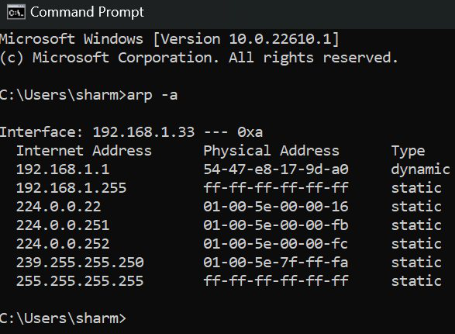 Command Prompt
Microsoft Windows [Version 10.0.22610.1]
(c) Microsoft Corporation. All rights reserved.
C:\Users\sharm>arp -a
Interface: 192.168.1.33 --- 0xa
Internet Address Physical Address Type
192.168.1.1 54-47-e8-17-9d-a0 dynamic
192.168.1.255 ff-ff-ff-ff-ff-ff static
224.0.0.22 01-00-5e-00-00-16 static
224.0.0.251 01-00-5e-00-00-fb static
224.0.0.252 01-00-5e-00-00-fc static
239.255.255.250 01-00-5e-7f-ff-fa static
255.255.255.255 ff-ff-ff-ff-ff-ff static
C:\Users\sharm>